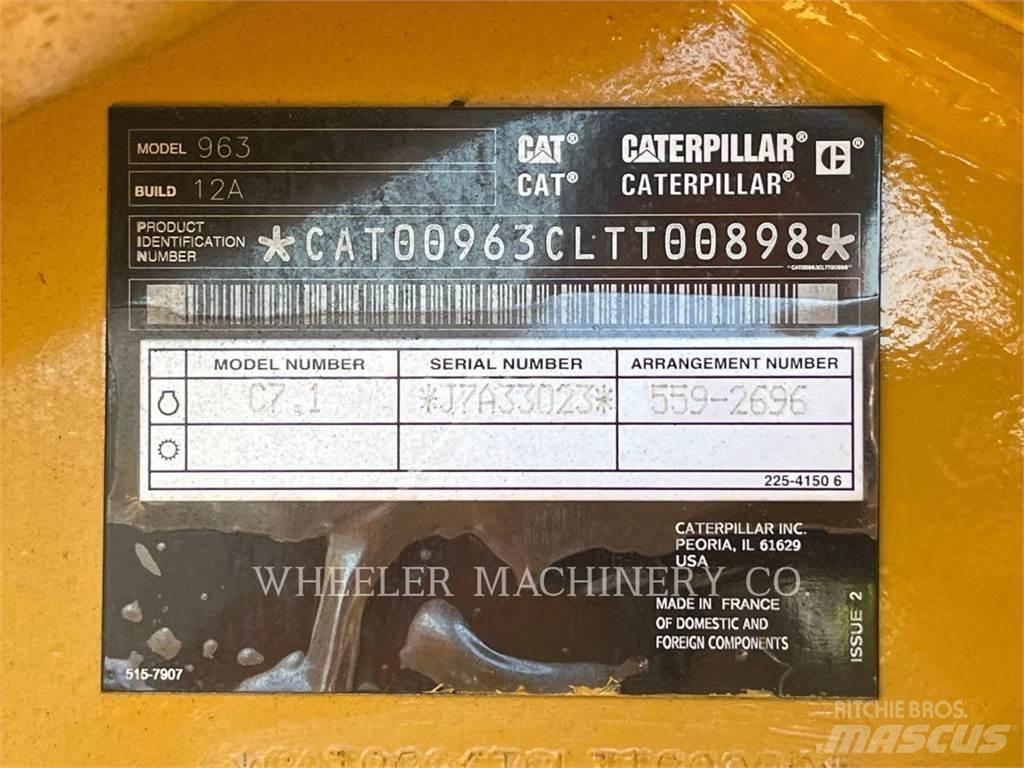 MODEL 963
BUILD 12A
CAT® CATERPILLAR®
CAT® CATERPILLAR®
PRODUCT
IDENTIFICATION
NUMBER
*CAT00963CLTT00898*
*CAT00963CLTT00898*
MODEL NUMBER SERIAL NUMBER ARRANGEMENT NUMBER
C7.1 *J7A33023* 559-2696
225-4150 6
CATERPILLAR INC.
PEORIA, IL 61629
USA
WHEELER MACHINERY CO.
MADE IN FRANCE
OF DOMESTIC AND
FOREIGN COMPONENTS
ISSUE 2
515-7907
RITCHIE BROS.
MASCUS